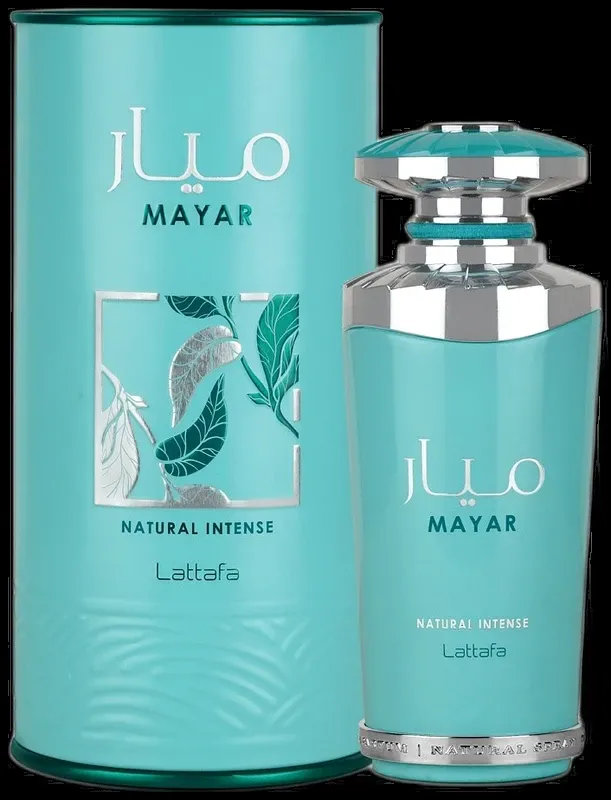 ميار
MAYAR
NATURAL INTENSE
Lattafa
ميار
MAYAR
NATURAL INTENSE
Lattafa
| NATURAL SPRAY